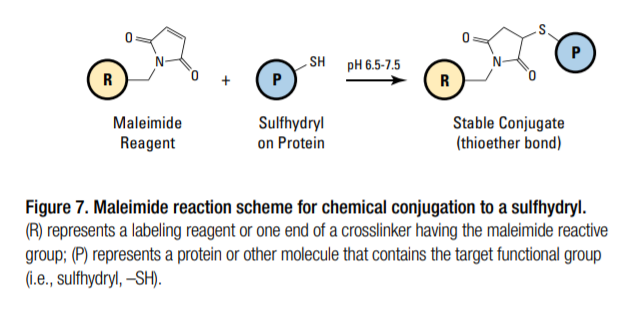 O
N
O
R
+
P
SH
pH 6.5-7.5
O
N
O
S
R
P
Maleimide
Reagent
Sulfhydryl
on Protein
Stable Conjugate
(thioether bond)
Figure 7. Maleimide reaction scheme for chemical conjugation to a sulfhydryl.
(R) represents a labeling reagent or one end of a crosslinker having the maleimide reactive
group; (P) represents a protein or other molecule that contains the target functional group
(i.e., sulfhydryl, –SH).